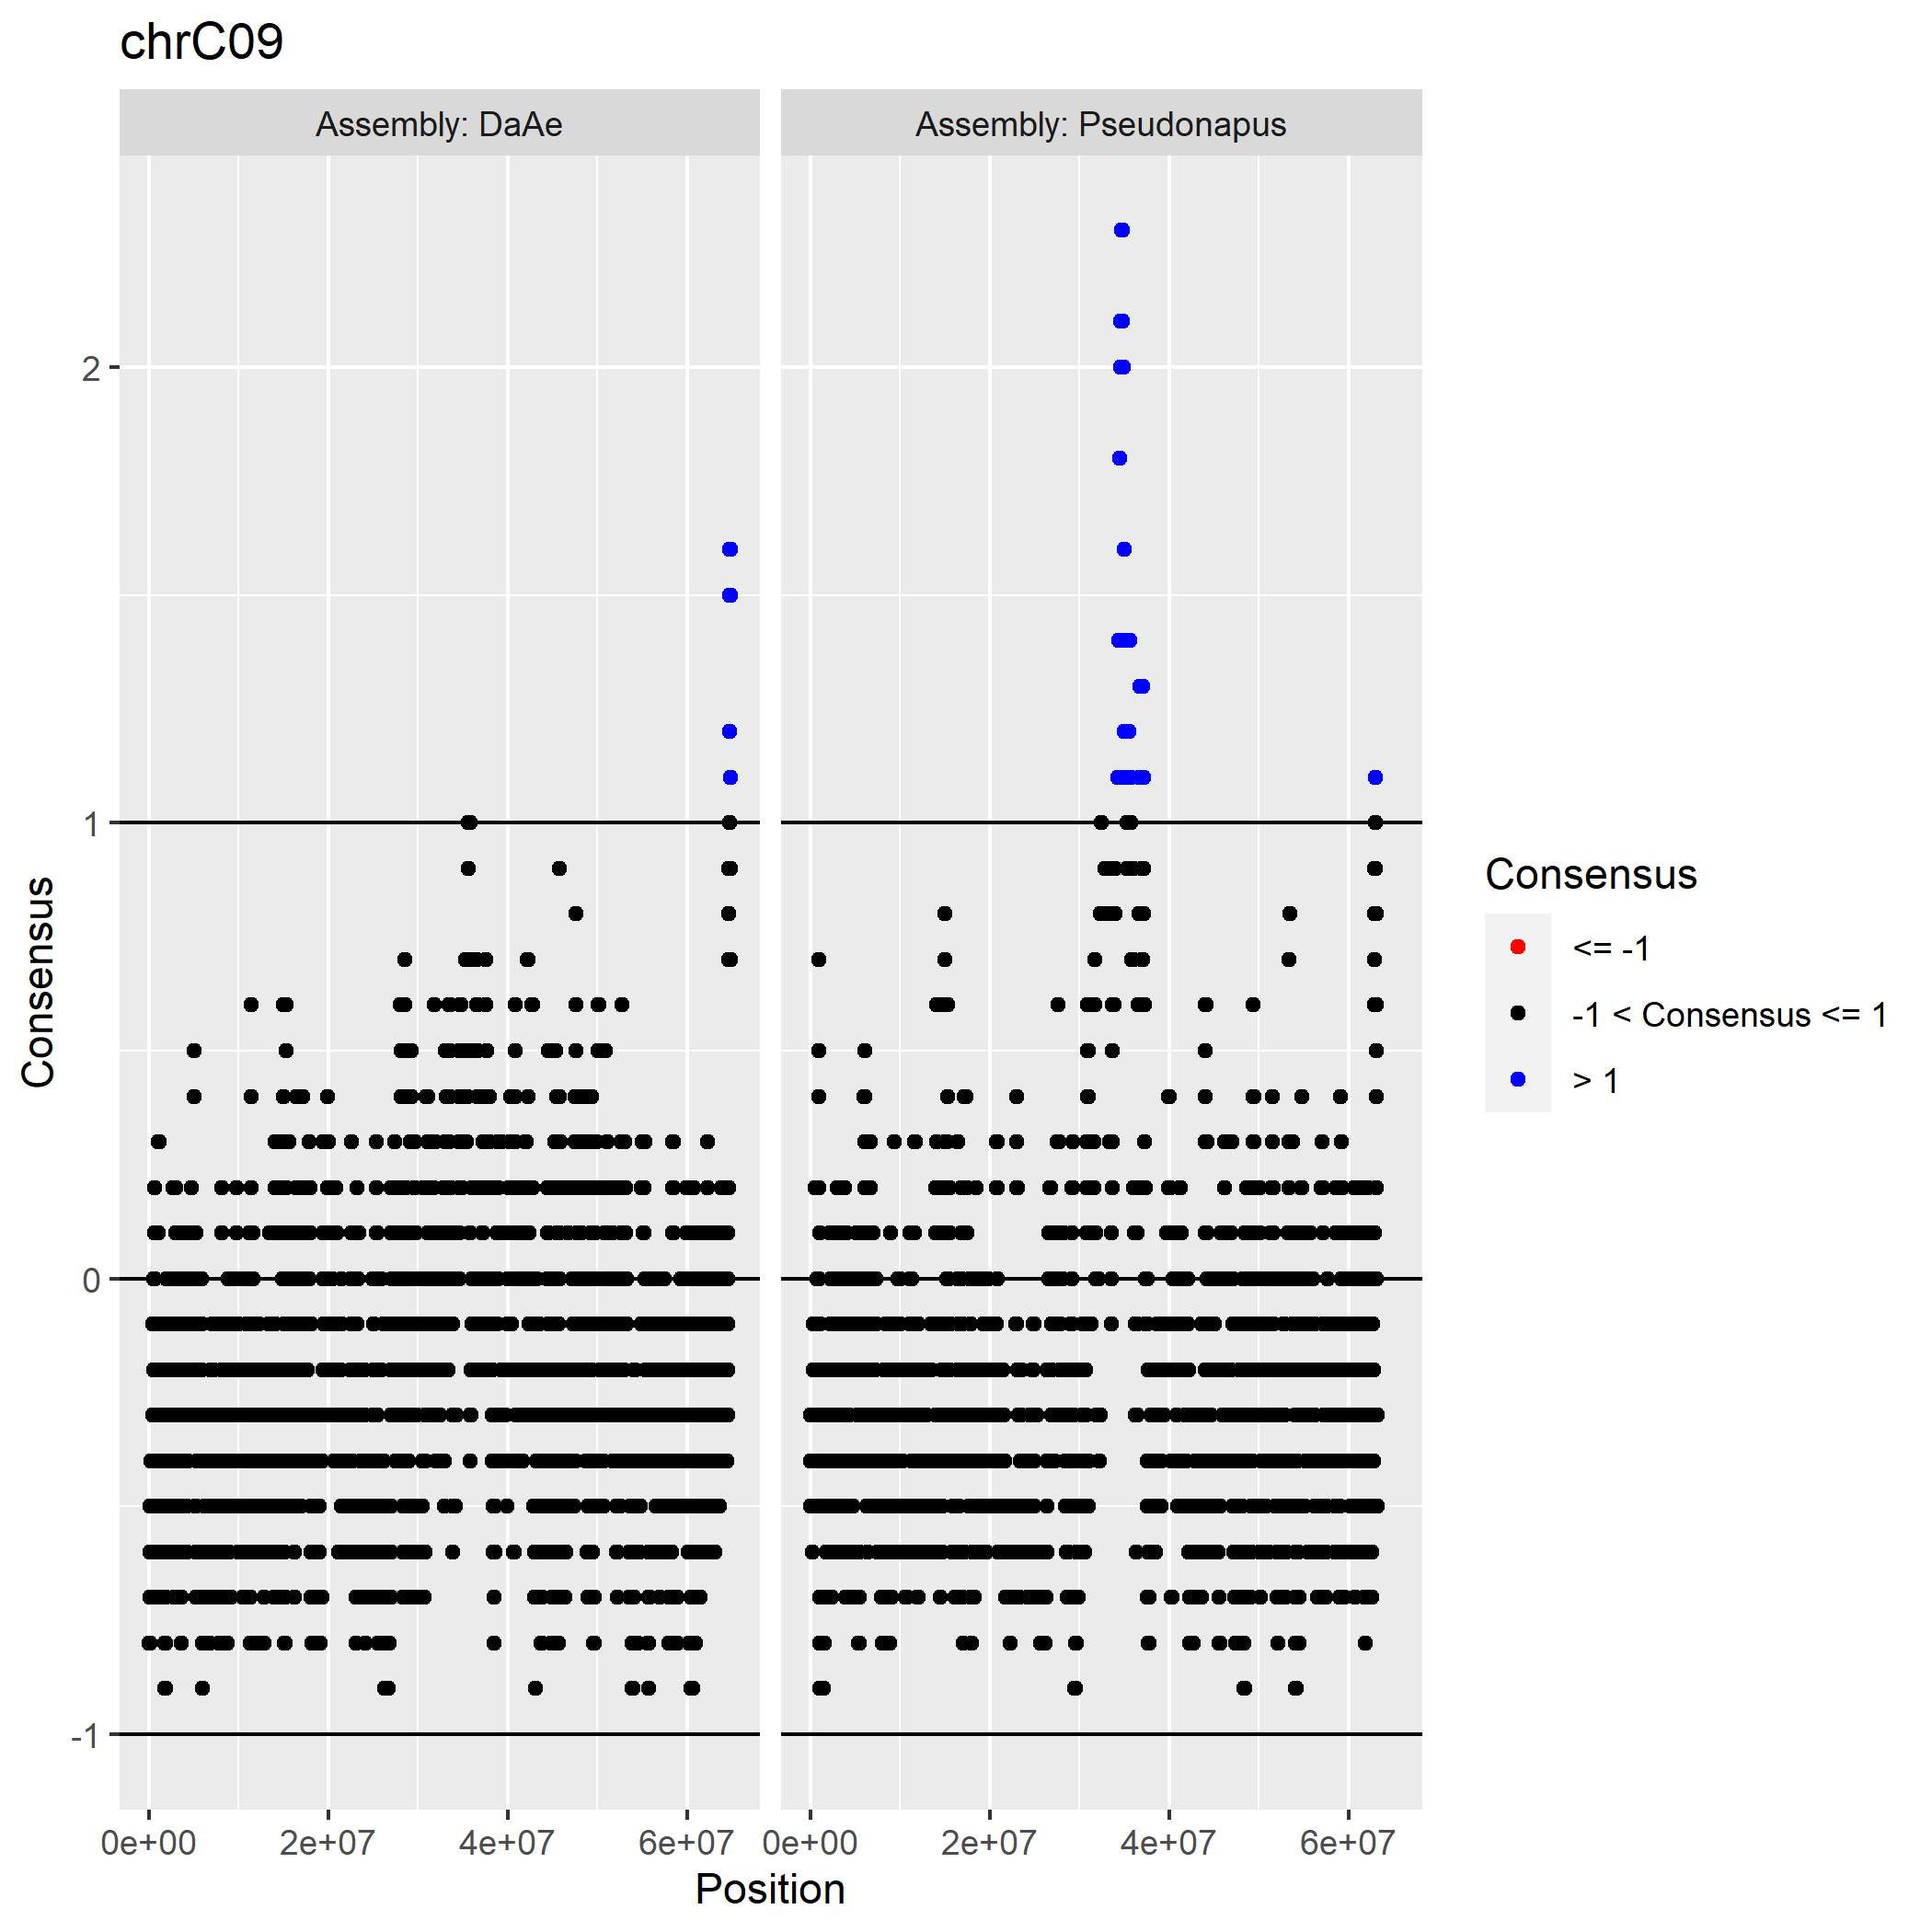 chrC09
Assembly: DaAe
Assembly: Pseudonapus
2
1
0
-1
Consensus
0e+00
2e+07
4e+07
6e+07
0e+00
2e+07
4e+07
6e+07
Position
Consensus
<= -1
-1 < Consensus <= 1
> 1